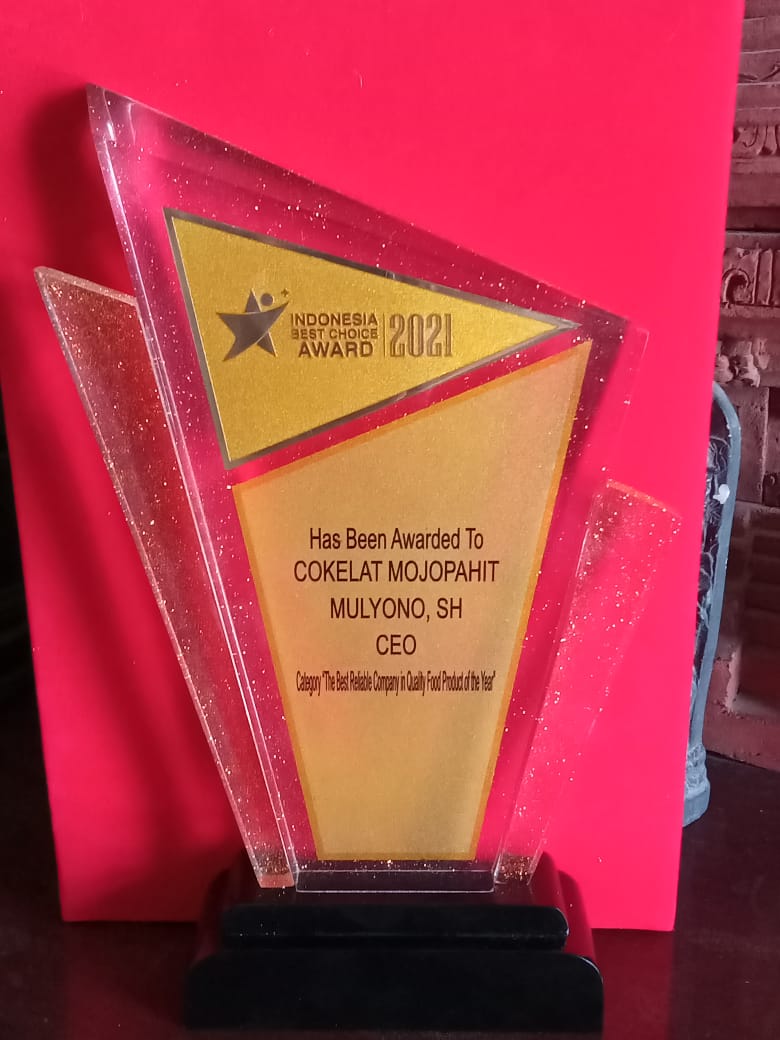 INDONESIA
BEST CHOICE
AWARD
2021
Has Been Awarded To
COKELAT MOJOPAHIT
MULYONO, SH
CEO
Category "The Best Reliable Company in Quality Food Product of the Year"